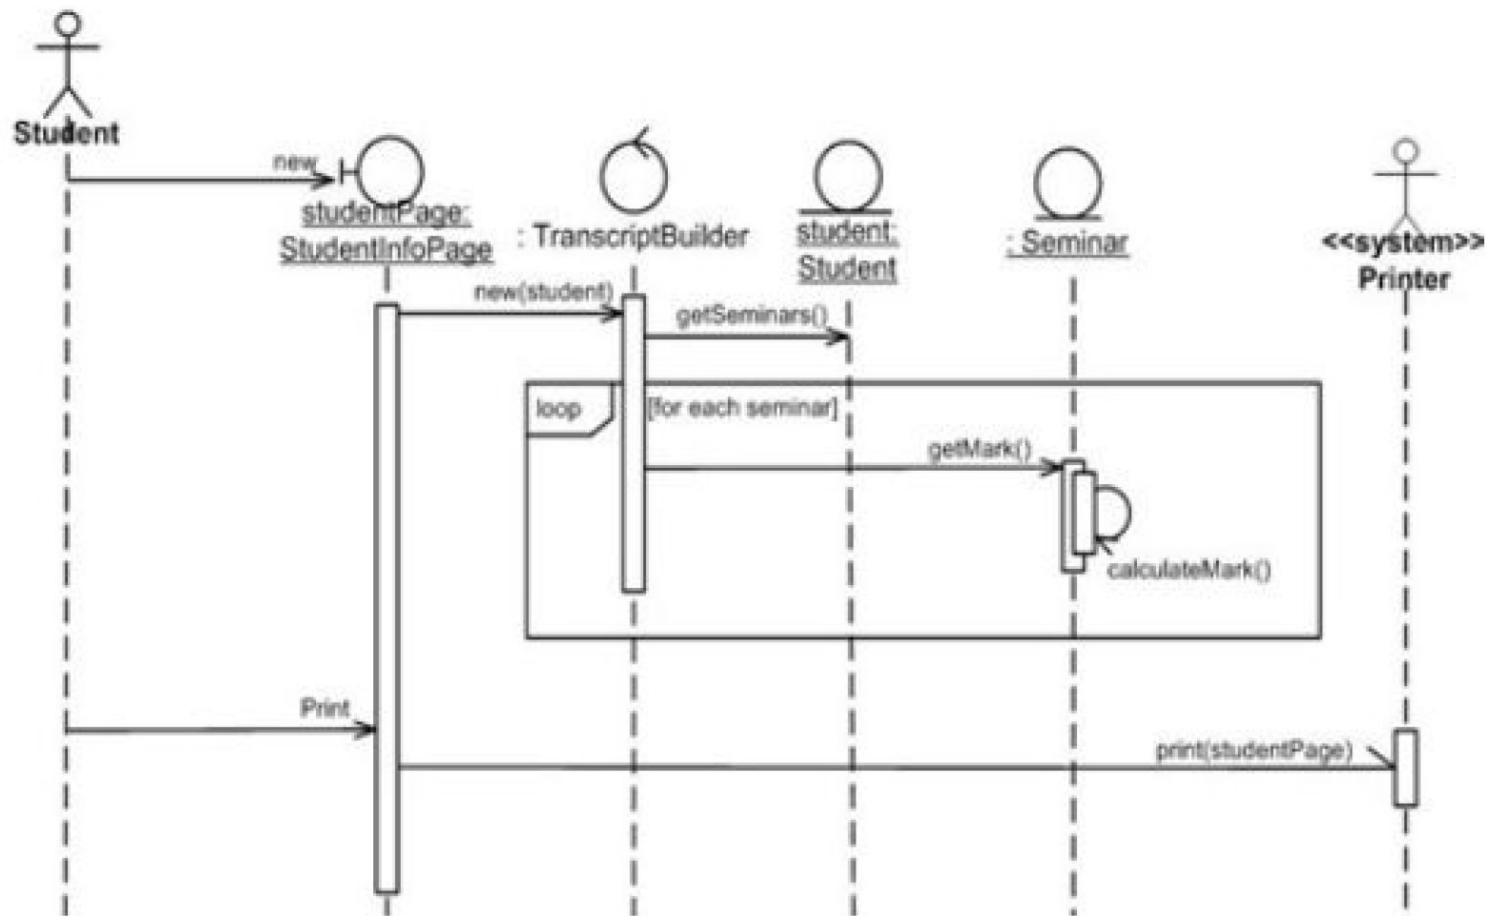 Student
new
studentPage:
StudentInfoPage
: TranscriptBuilder
student:
Student
: Seminar
<<system>>
Printer
new(student)
getSeminars()
loop
[for each seminar]
getMark()
calculateMark()
Print
print(studentPage)